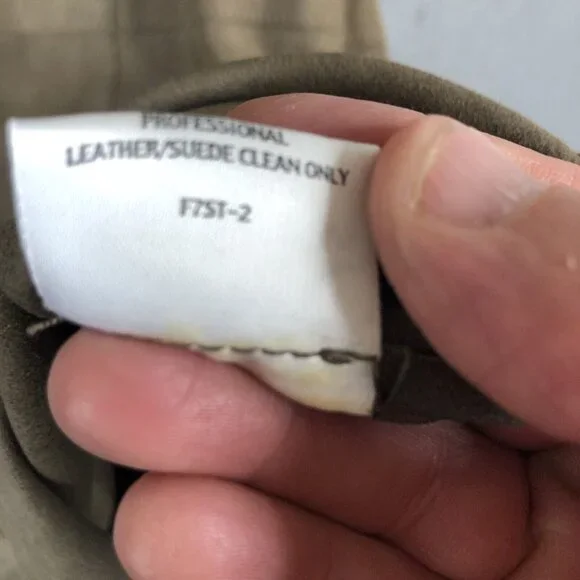 PROFESSIONAL
LEATHER/SUEDE CLEAN ONLY
F7ST-2